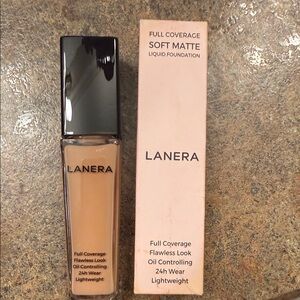 LANERA
Full Coverage
Flawless Look
Oil Controlling
24h Wear
Lightweight
FULL COVERAGE
SOFT MATTE
LIQUID FOUNDATION
LANERA
Full Coverage
Flawless Look
Oil Controlling
24h Wear
Lightweight